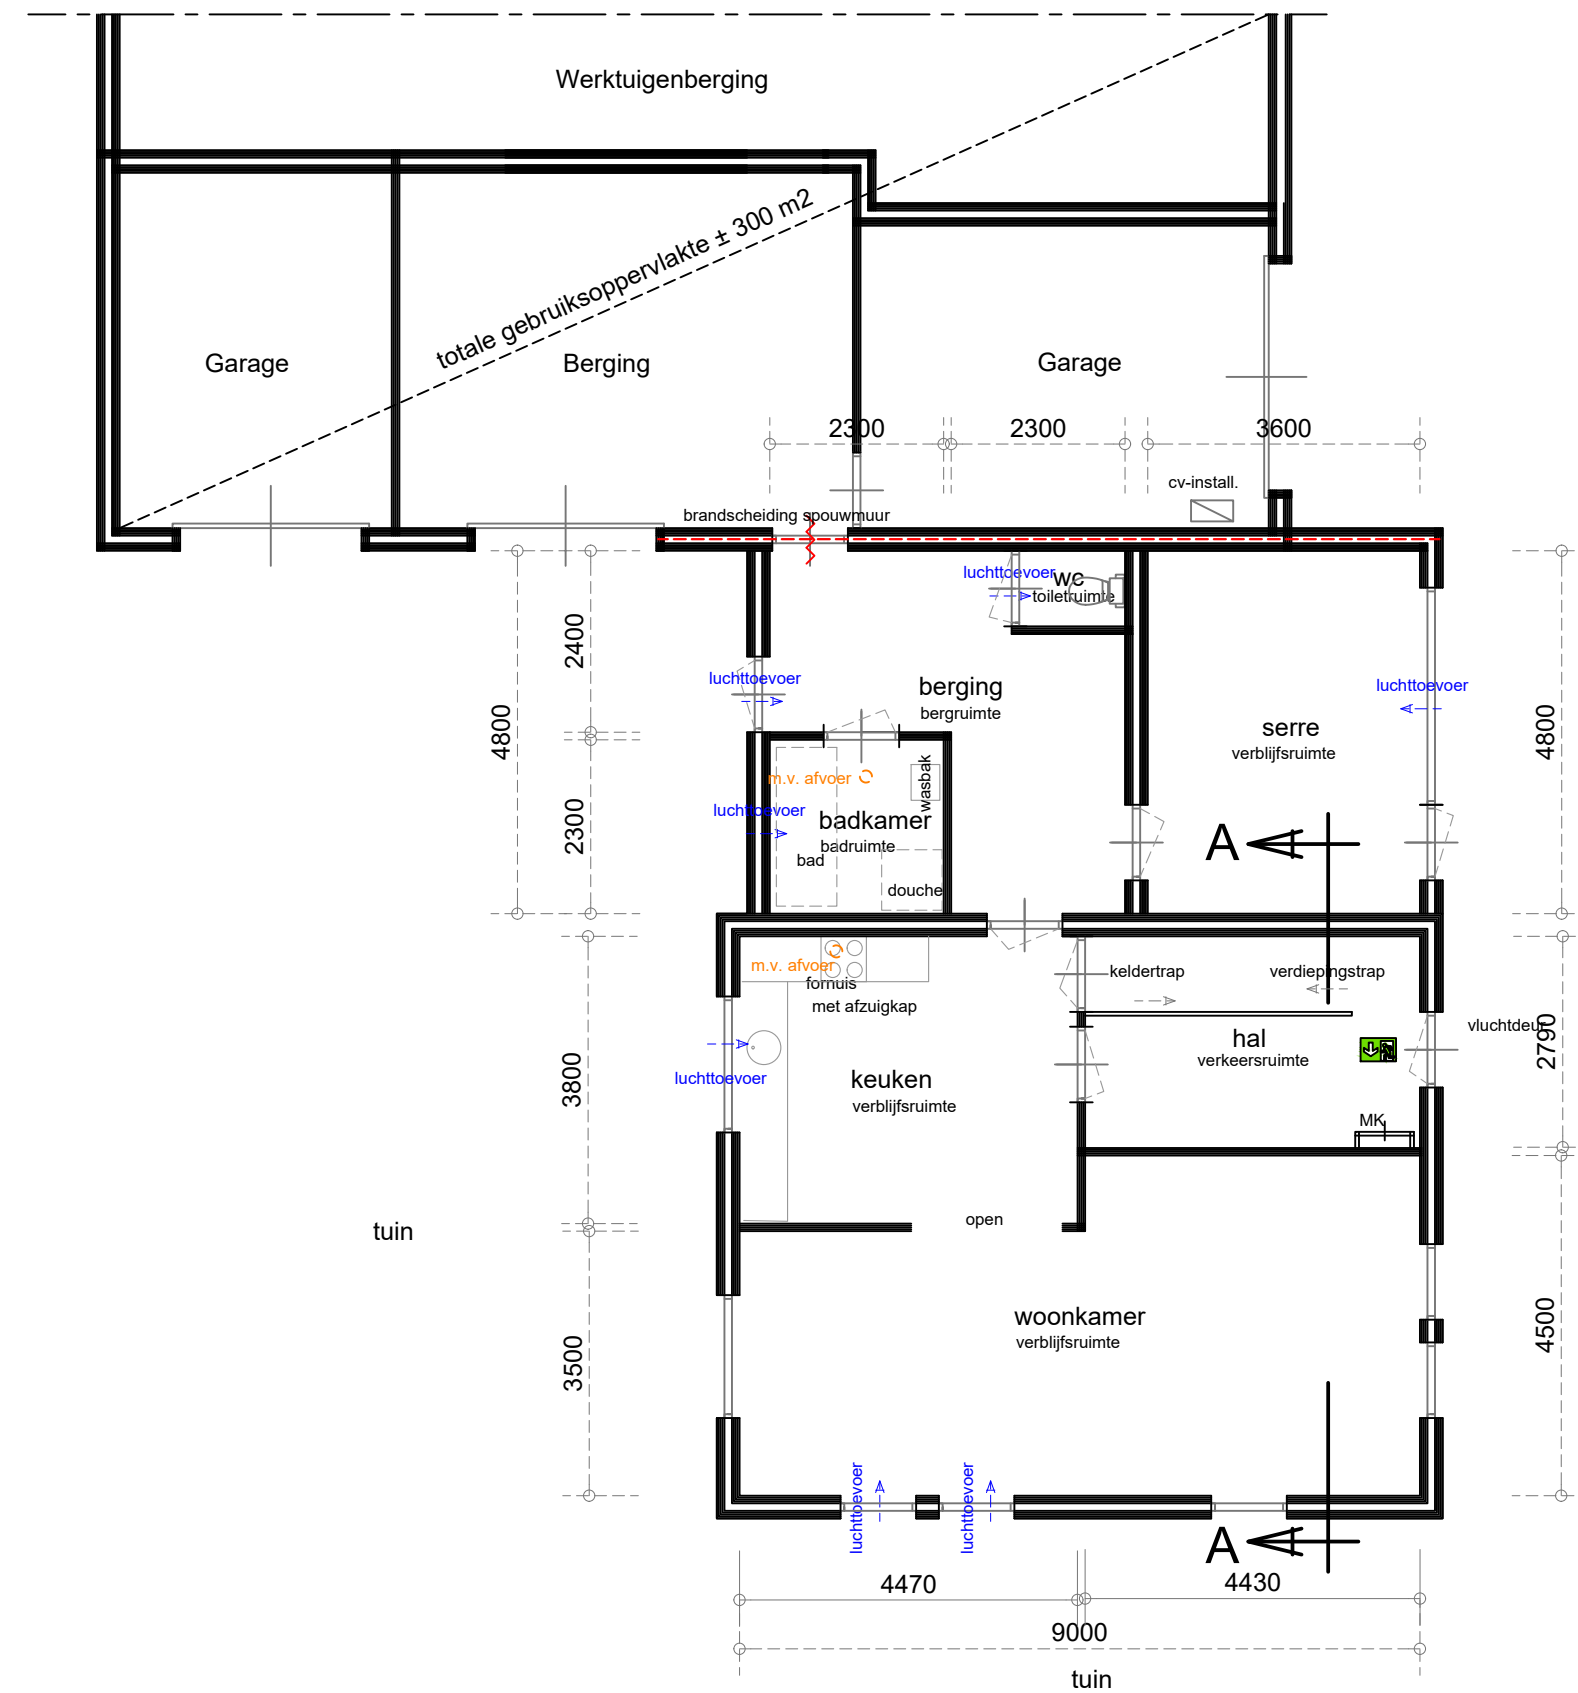 Werktuigenberging
totale gebruiksoppervlakte ± 300 m2
Garage
Berging
Garage
2300
2300
3600
cv-install.
brandscheiding spouwmuur
luchttoevoer
wc
toiletruimte
2400
4800
luchttoevoer
berging
bergruimte
luchttoevoer
serre
verblijfsruimte
4800
m.v. afvoer
wasbak
luchttoevoer
badkamer
badruimte
bad
douche
2300
A
m.v. afvoer
fornuis
met afzuigkap
keldertrap
verdiepingstrap
hal
verkeersruimte
vluchtdeur
2790
luchttoevoer
keuken
verblijfsruimte
3800
MK
open
tuin
woonkamer
verblijfsruimte
3500
4500
luchttoevoer
luchttoevoer
A
4470
4430
9000
tuin